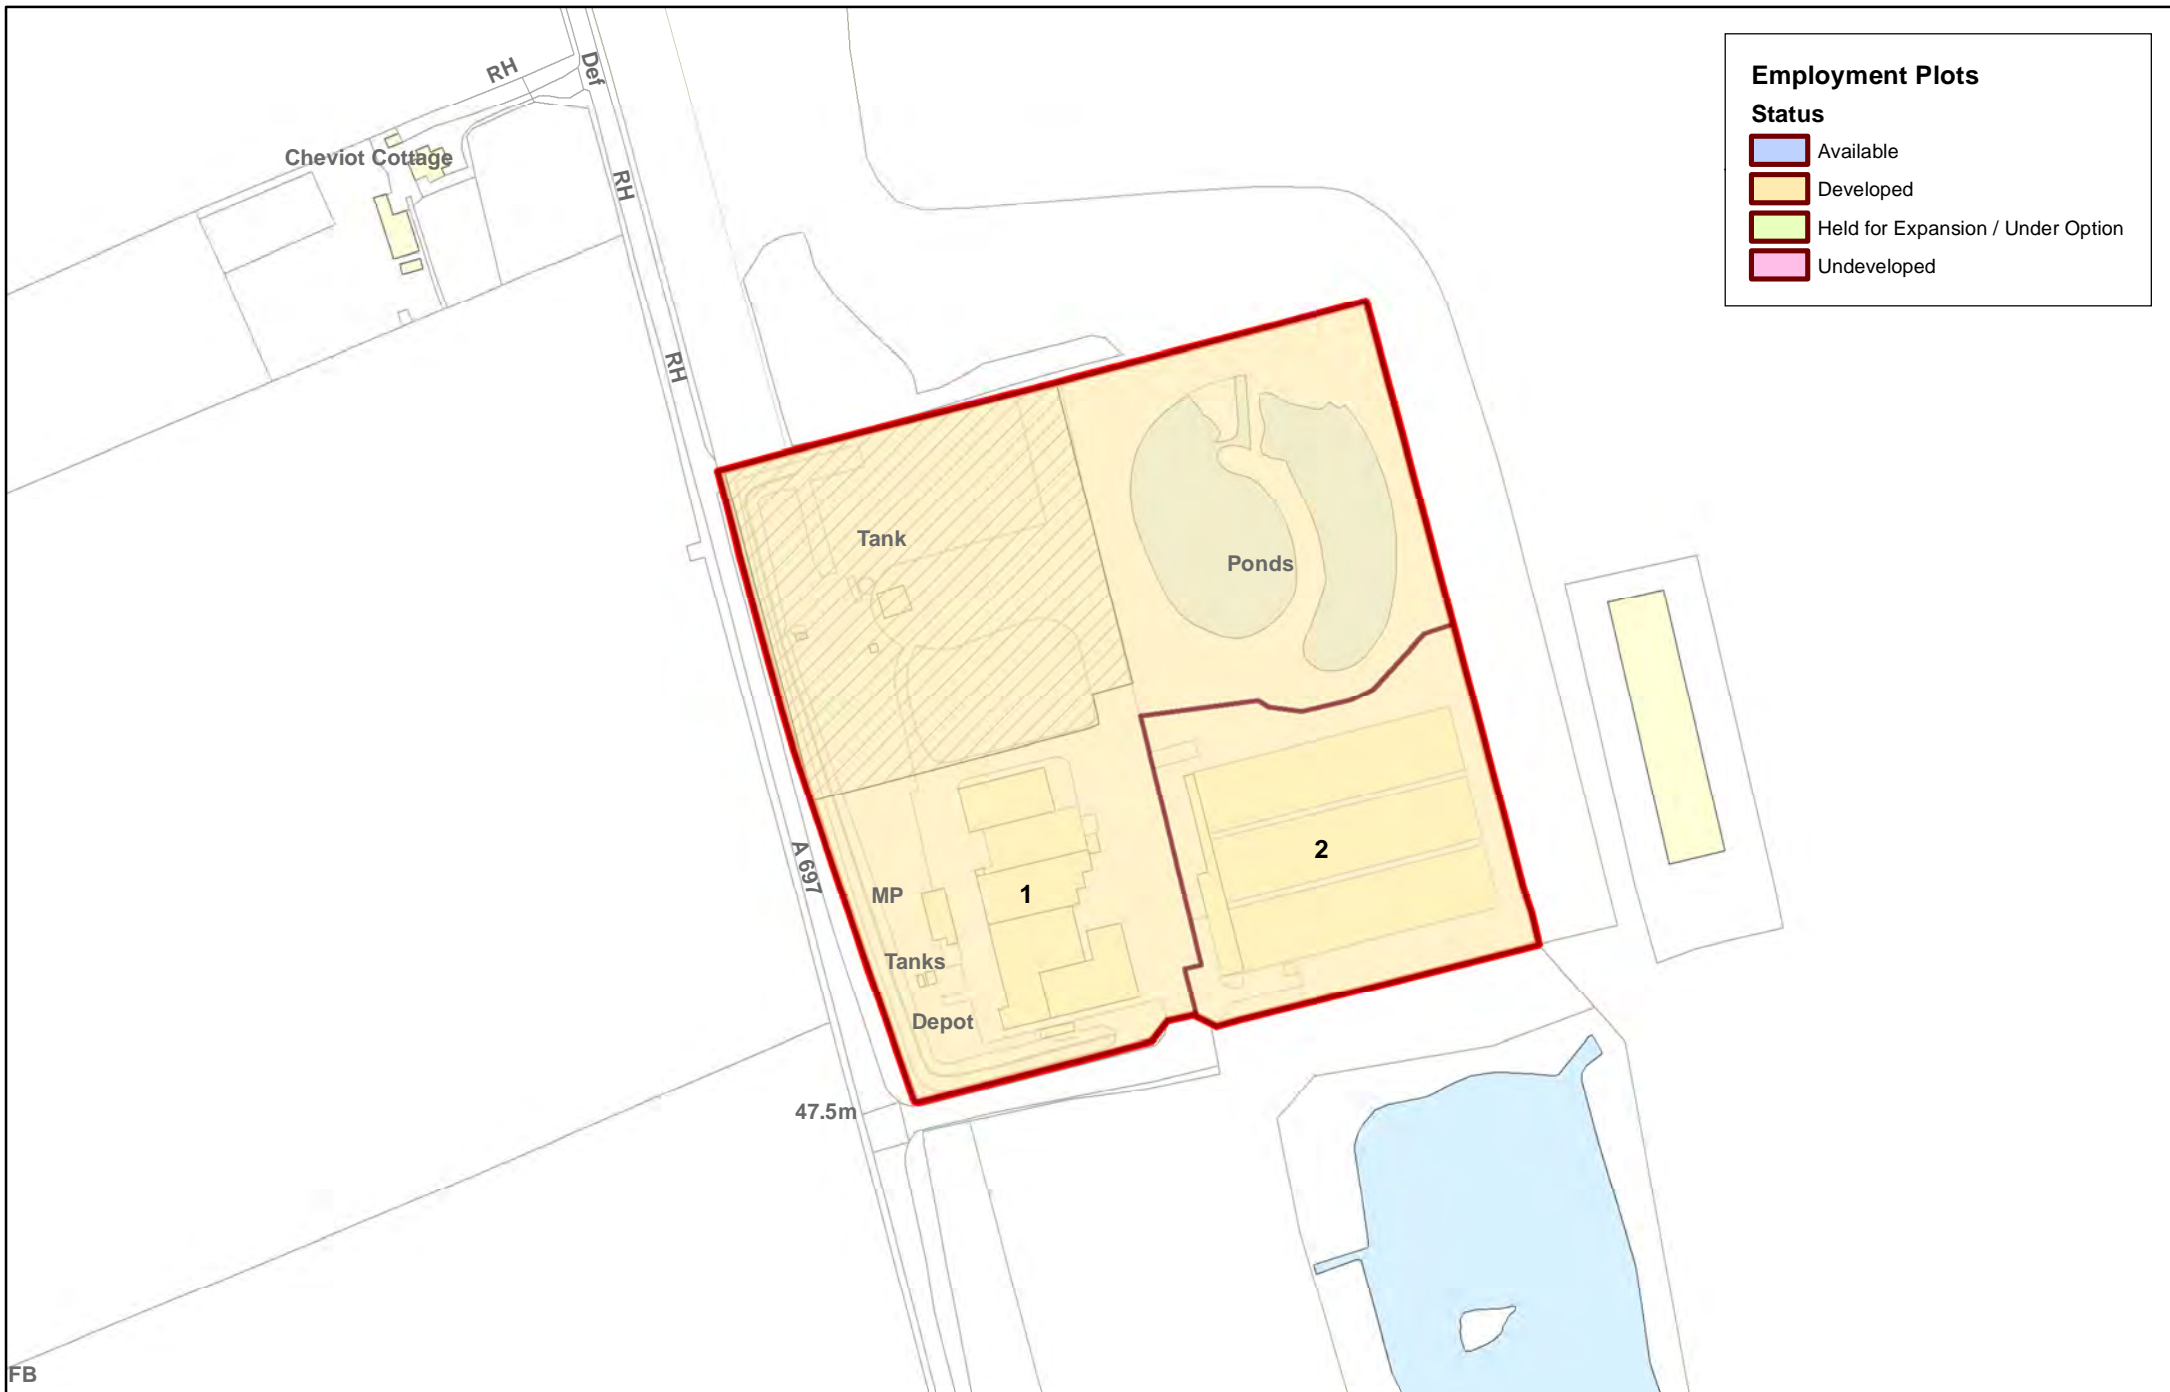 Employment Plots
Status
Available
Developed
Held for Expansion / Under Option
Undeveloped
RH
Def
Cheviot Cottage
RH
RH
Tank
Ponds
A 697
2
MP
1
Tanks
Depot
47.5m
FB